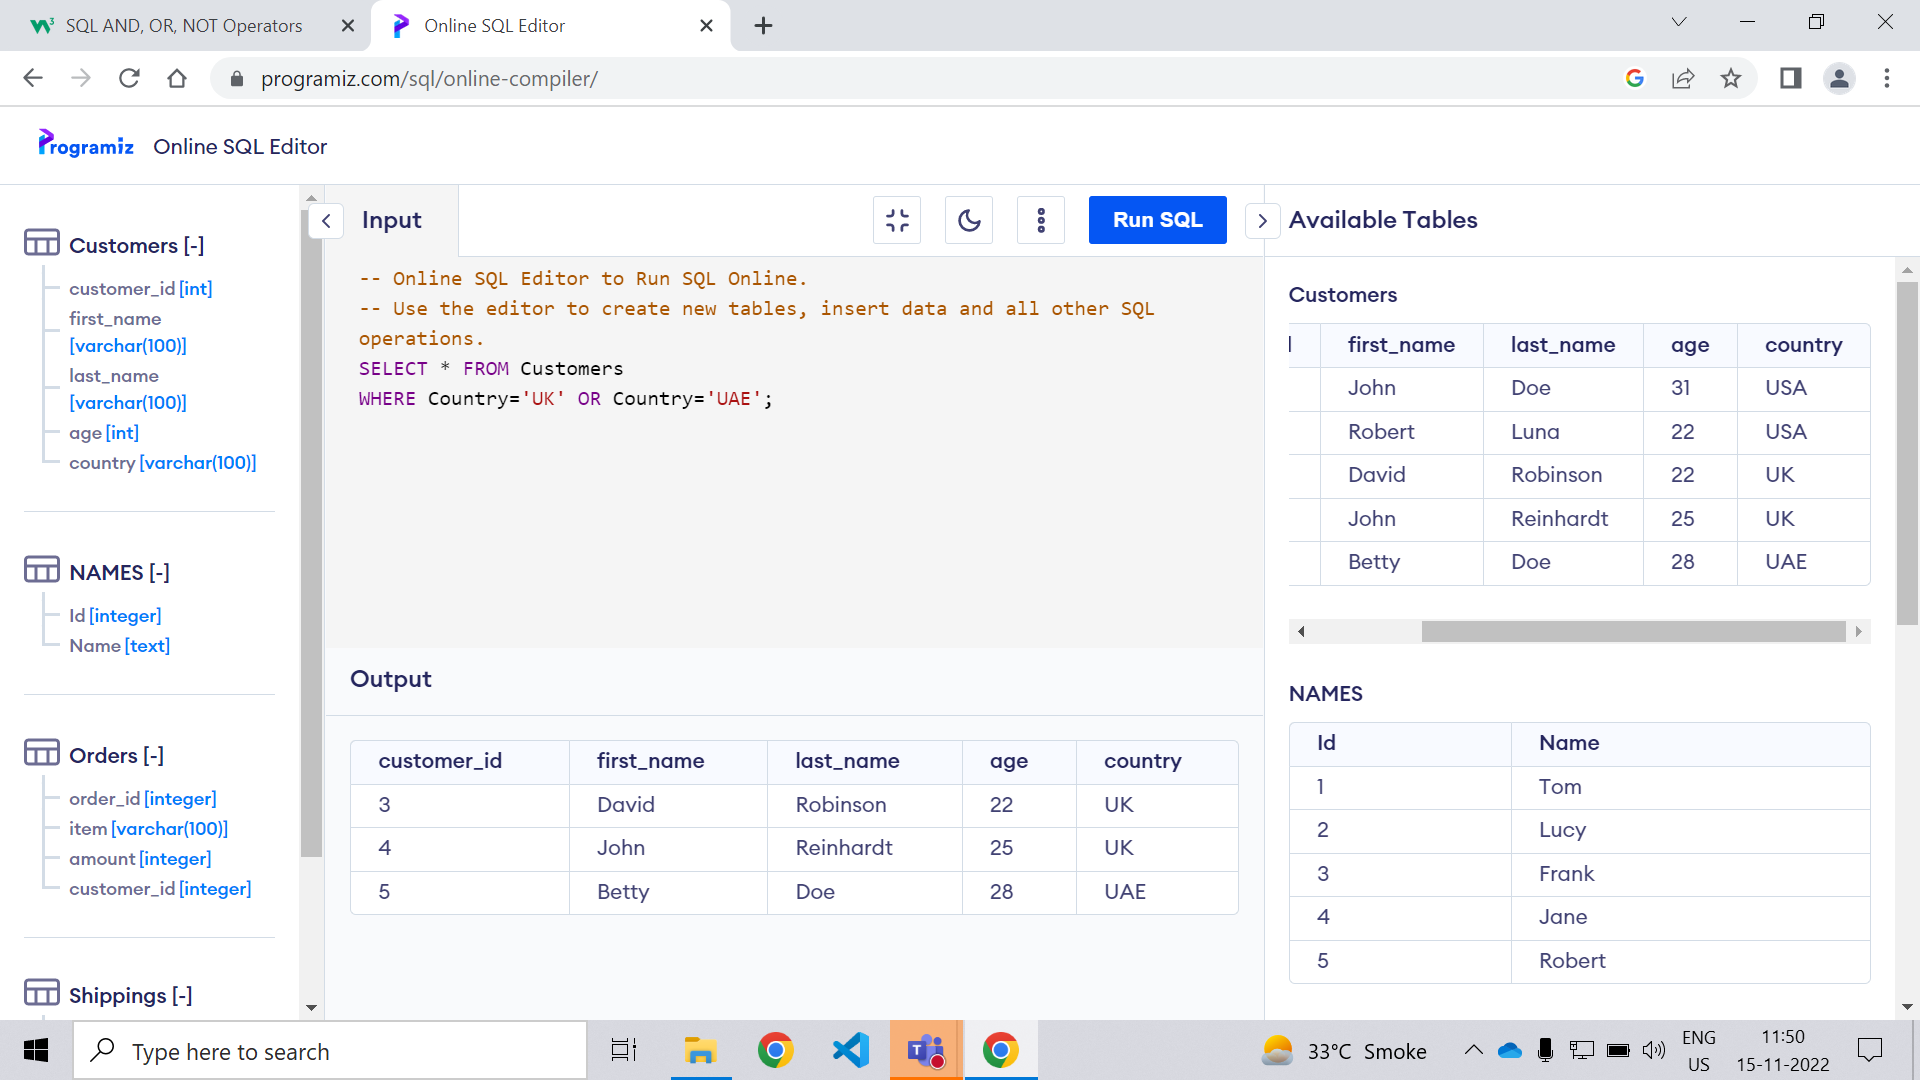 SQL AND, OR, NOT Operators
Online SQL Editor
programiz.com/sql/online-compiler/
Programiz Online SQL Editor
Customers [-]
customer_id [int]
first_name
[varchar(100)]
last_name
[varchar(100)]
age [int]
country [varchar(100)]
NAMES [-]
Id [integer]
Name [text]
Orders [-]
order_id [integer]
item [varchar(100)]
amount [integer]
customer_id [integer]
Shippings [-]
Input
Run SQL
-- Online SQL Editor to Run SQL Online.
-- Use the editor to create new tables, insert data and all other SQL
operations.
SELECT * FROM Customers
WHERE Country='UK' OR Country='UAE';
Output
customer_id first_name last_name age country
3 David Robinson 22 UK
4 John Reinhardt 25 UK
5 Betty Doe 28 UAE
Available Tables
Customers
first_name last_name age country
John Doe 31 USA
Robert Luna 22 USA
David Robinson 22 UK
John Reinhardt 25 UK
Betty Doe 28 UAE
NAMES
Id Name
1 Tom
2 Lucy
3 Frank
4 Jane
5 Robert
Type here to search
33°C Smoke
ENG
US
11:50
15-11-2022